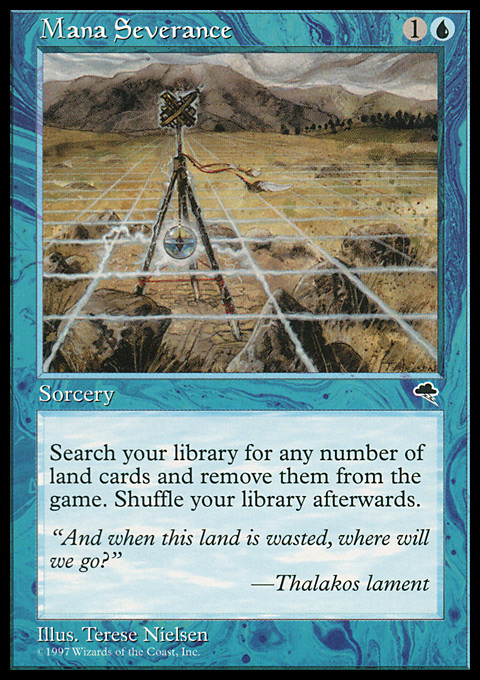 Mana Severance 1
Sorcery
Search your library for any number of
land cards and remove them from the
game. Shuffle your library afterwards.
“And when this land is wasted, where will
we go?”
—Thalakos lament
Illus. Terese Nielsen
©1997 Wizards of the Coast, Inc.